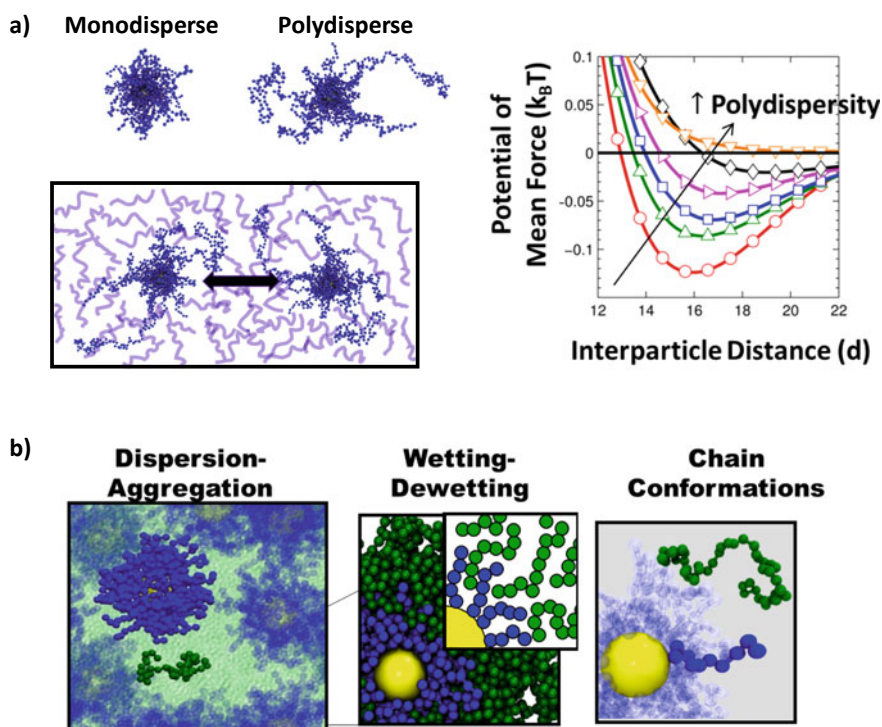 a)
Monodisperse
Polydisperse
Potential of
Mean Force (kBT)
0.1
0.05
0
−0.05
−0.1
↑ Polydispersity
12 14 16 18 20 22
Interparticle Distance (d)
b)
Dispersion-
Aggregation
Wetting-
Dewetting
Chain
Conformations